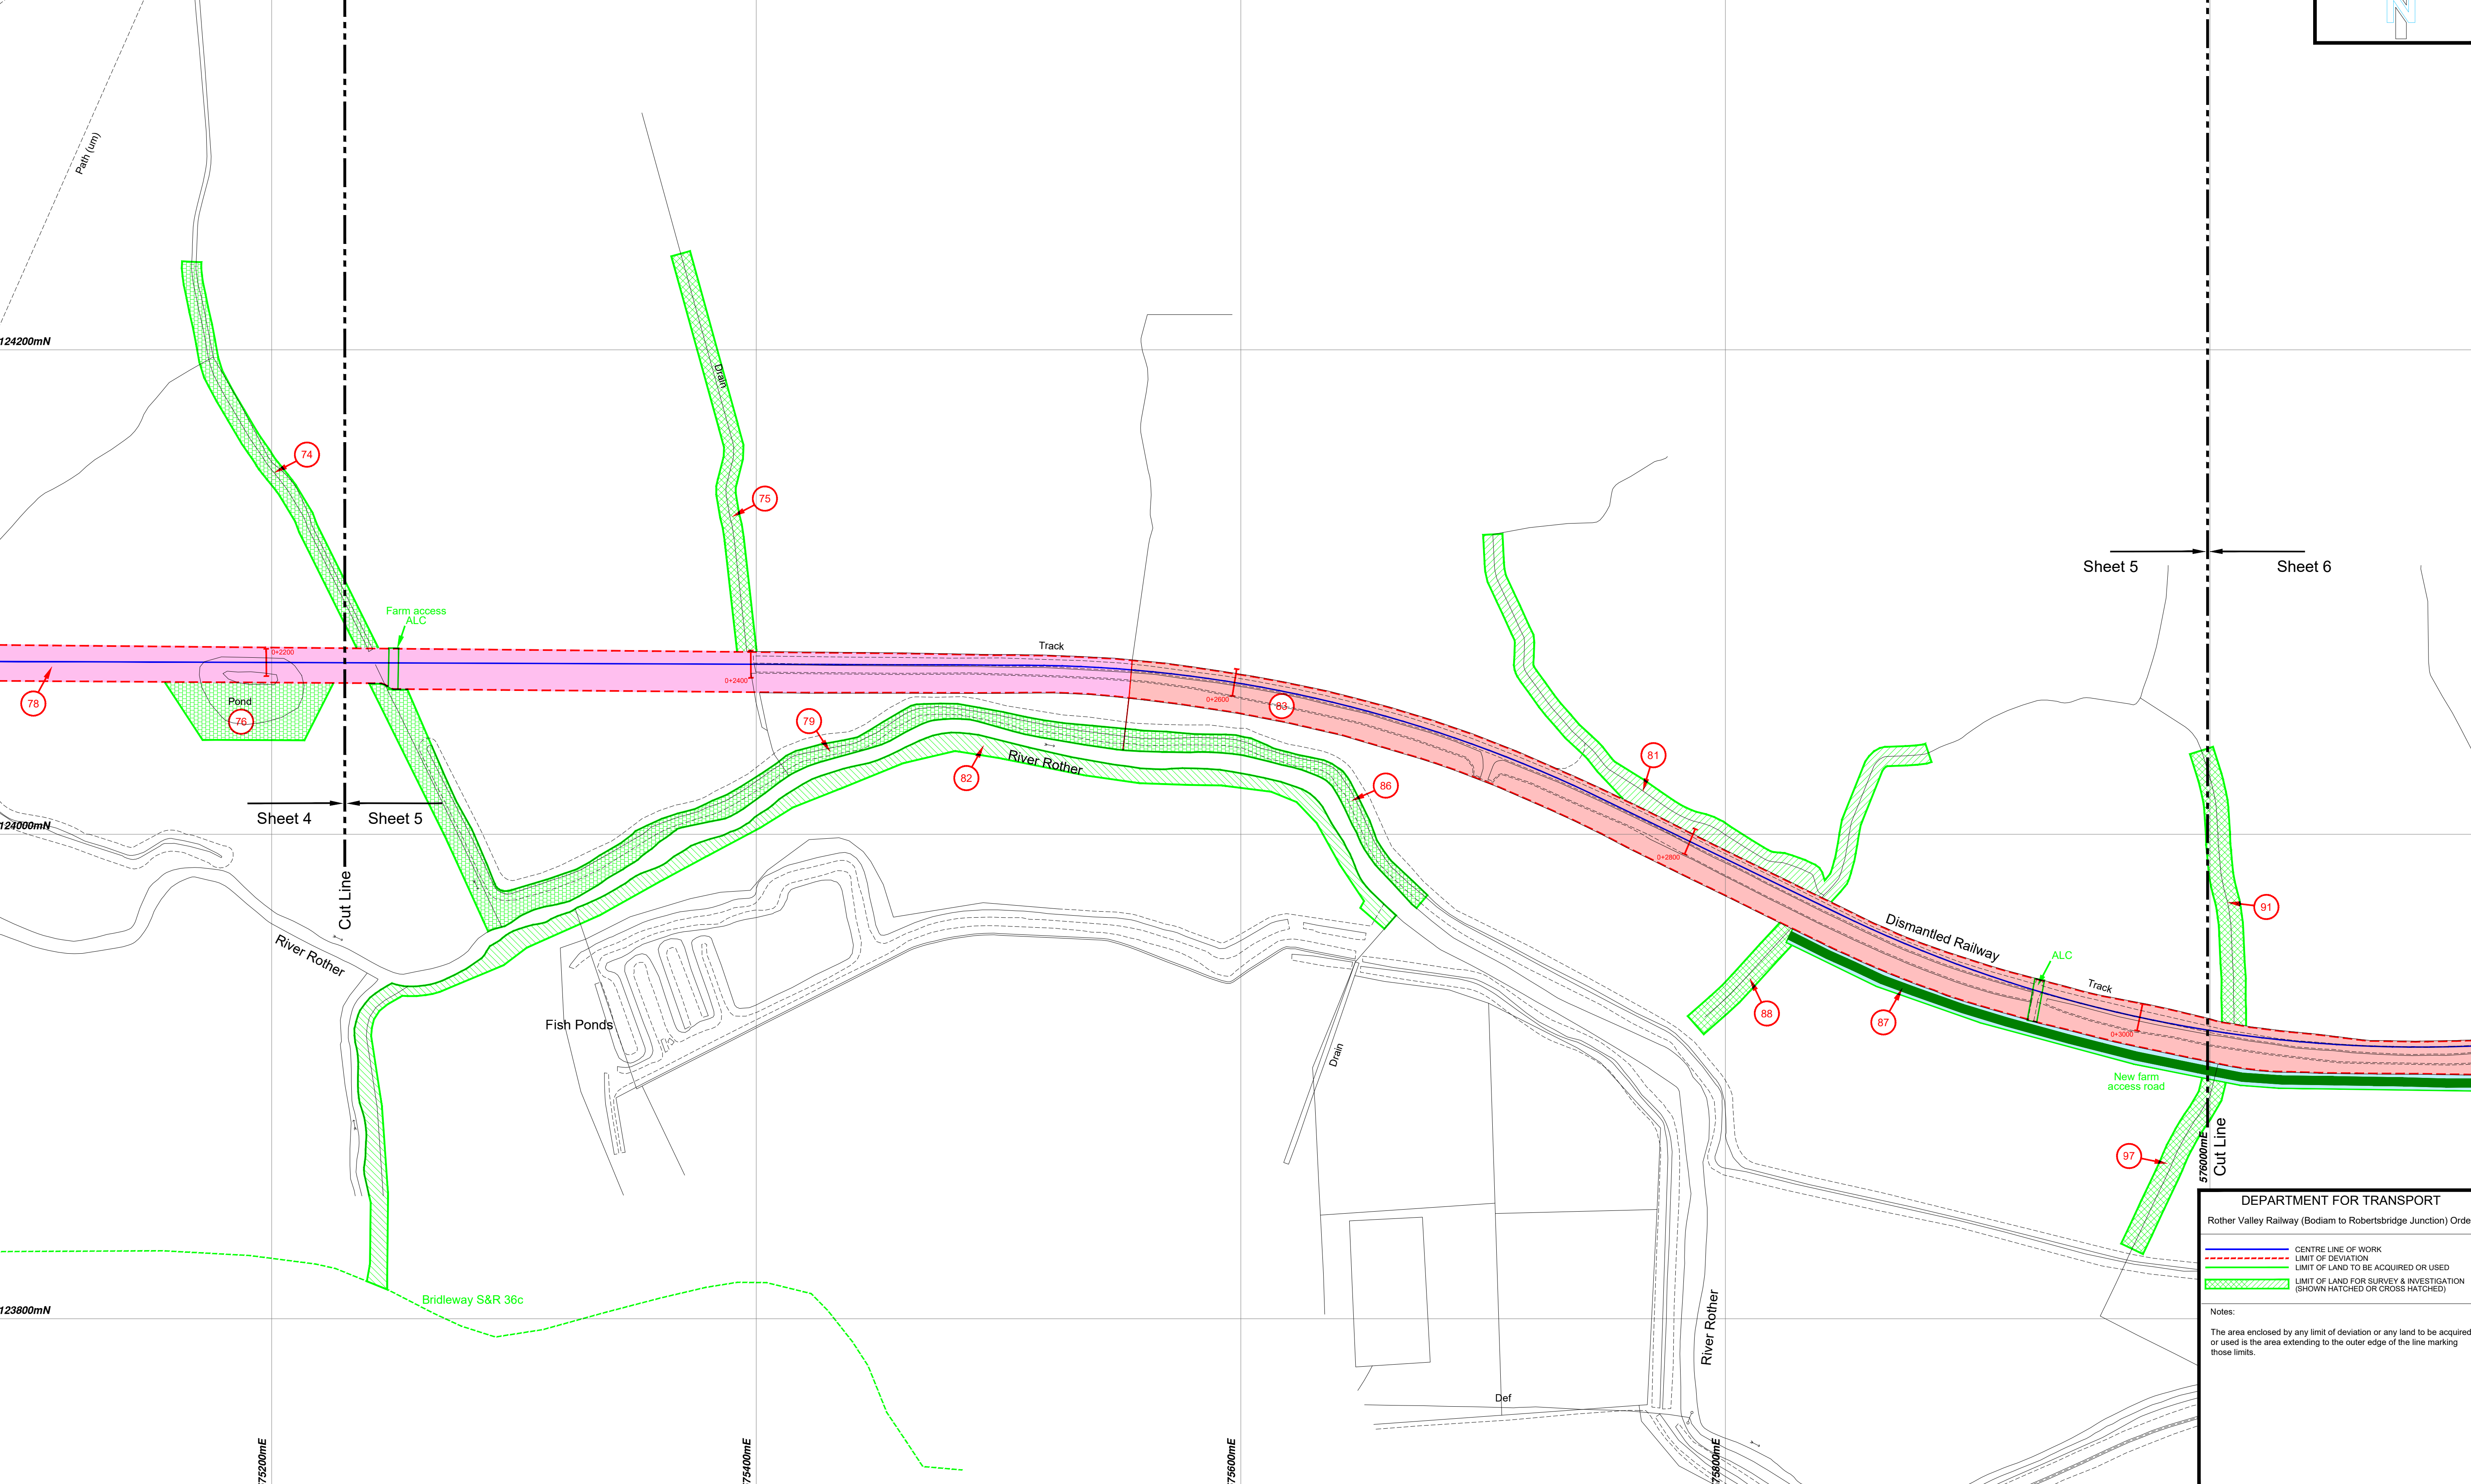 Path (um)
124200mN
74
Drain
75
Farm access
ALC
Track
0+2200
0+2400
0+2600
83
78
Pond
76
79
River Rother
82
86
81
0+2800
Sheet 5
Sheet 6
Sheet 4
Sheet 5
124000mN
Cut Line
River Rother
Fish Ponds
Drain
Dismantled Railway
ALC
Track
91
88
87
0+3000
New farm
access road
97
576000mE
Cut Line
Bridleway S&R 36c
123800mN
River Rother
Def
75200mE
75400mE
75600mE
75800mE
DEPARTMENT FOR TRANSPORT
Rother Valley Railway (Bodiam to Robertsbridge Junction) Orde
CENTRE LINE OF WORK
LIMIT OF DEVIATION
LIMIT OF LAND TO BE ACQUIRED OR USED
LIMIT OF LAND FOR SURVEY & INVESTIGATION
(SHOWN HATCHED OR CROSS HATCHED)
Notes:
The area enclosed by any limit of deviation or any land to be acquired
or used is the area extending to the outer edge of the line marking
those limits.